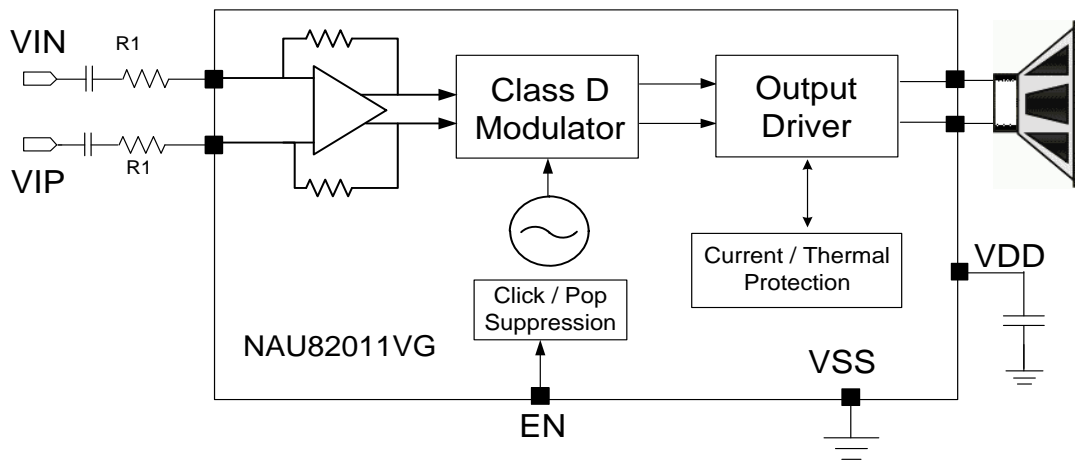 VIN
R1
VIP
R1
Class D
Modulator
Output
Driver
Current / Thermal
Protection
VDD
Click / Pop
Suppression
NAU82011VG
VSS
EN